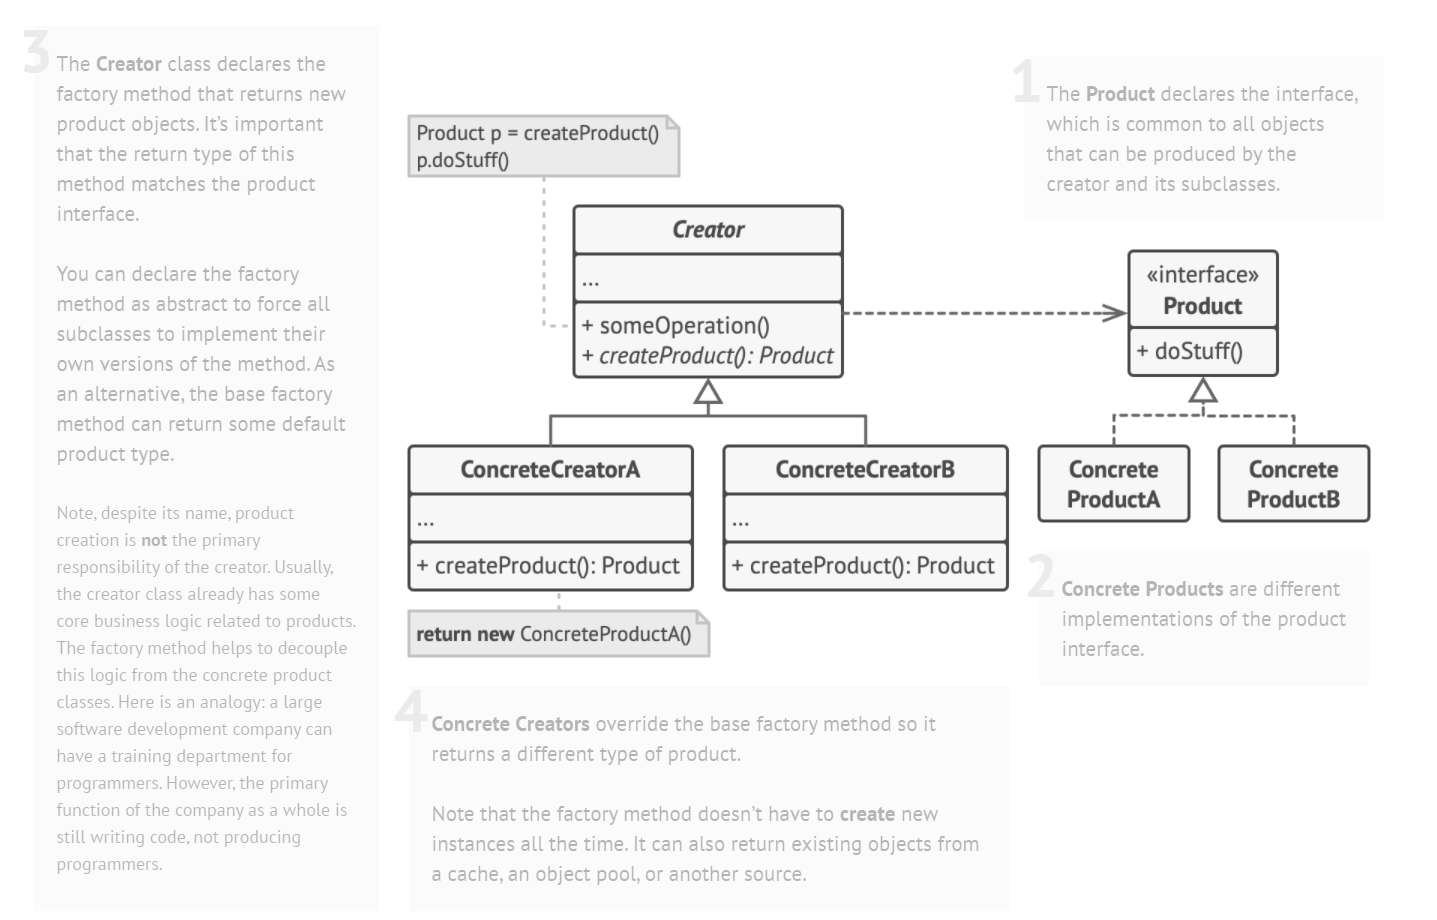 3
The Creator class declares the
factory method that returns new
product objects. It’s important
that the return type of this
method matches the product
interface.
You can declare the factory
method as abstract to force all
subclasses to implement their
own versions of the method. As
an alternative, the base factory
method can return some default
product type.
Note, despite its name, product
creation is not the primary
responsibility of the creator. Usually,
the creator class already has some
core business logic related to products.
The factory method helps to decouple
this logic from the concrete product
classes. Here is an analogy: a large
software development company can
have a training department for
programmers. However, the primary
function of the company as a whole is
still writing code, not producing
programmers.
Product p = createProduct()
p.doStuff()
Creator
...
+ someOperation()
+ createProduct(): Product
ConcreteCreatorA
...
+ createProduct(): Product
return new ConcreteProductA()
ConcreteCreatorB
...
+ createProduct(): Product
1
The Product declares the interface,
which is common to all objects
that can be produced by the
creator and its subclasses.
«interface»
Product
+ doStuff()
Concrete
ProductA
Concrete
ProductB
2
Concrete Products are different
implementations of the product
interface.
4
Concrete Creators override the base factory method so it
returns a different type of product.
Note that the factory method doesn’t have to create new
instances all the time. It can also return existing objects from
a cache, an object pool, or another source.